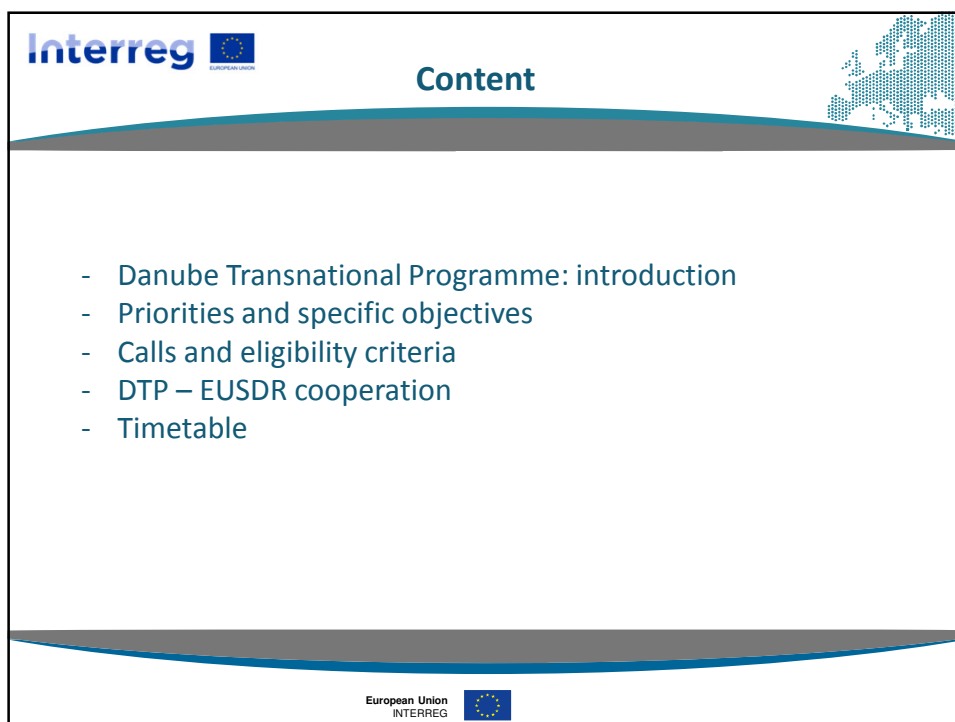 Interreg
EUROPEAN UNION
Content
- Danube Transnational Programme: introduction
- Priorities and specific objectives
- Calls and eligibility criteria
- DTP – EUSDR cooperation
- Timetable
European Union
INTERREG